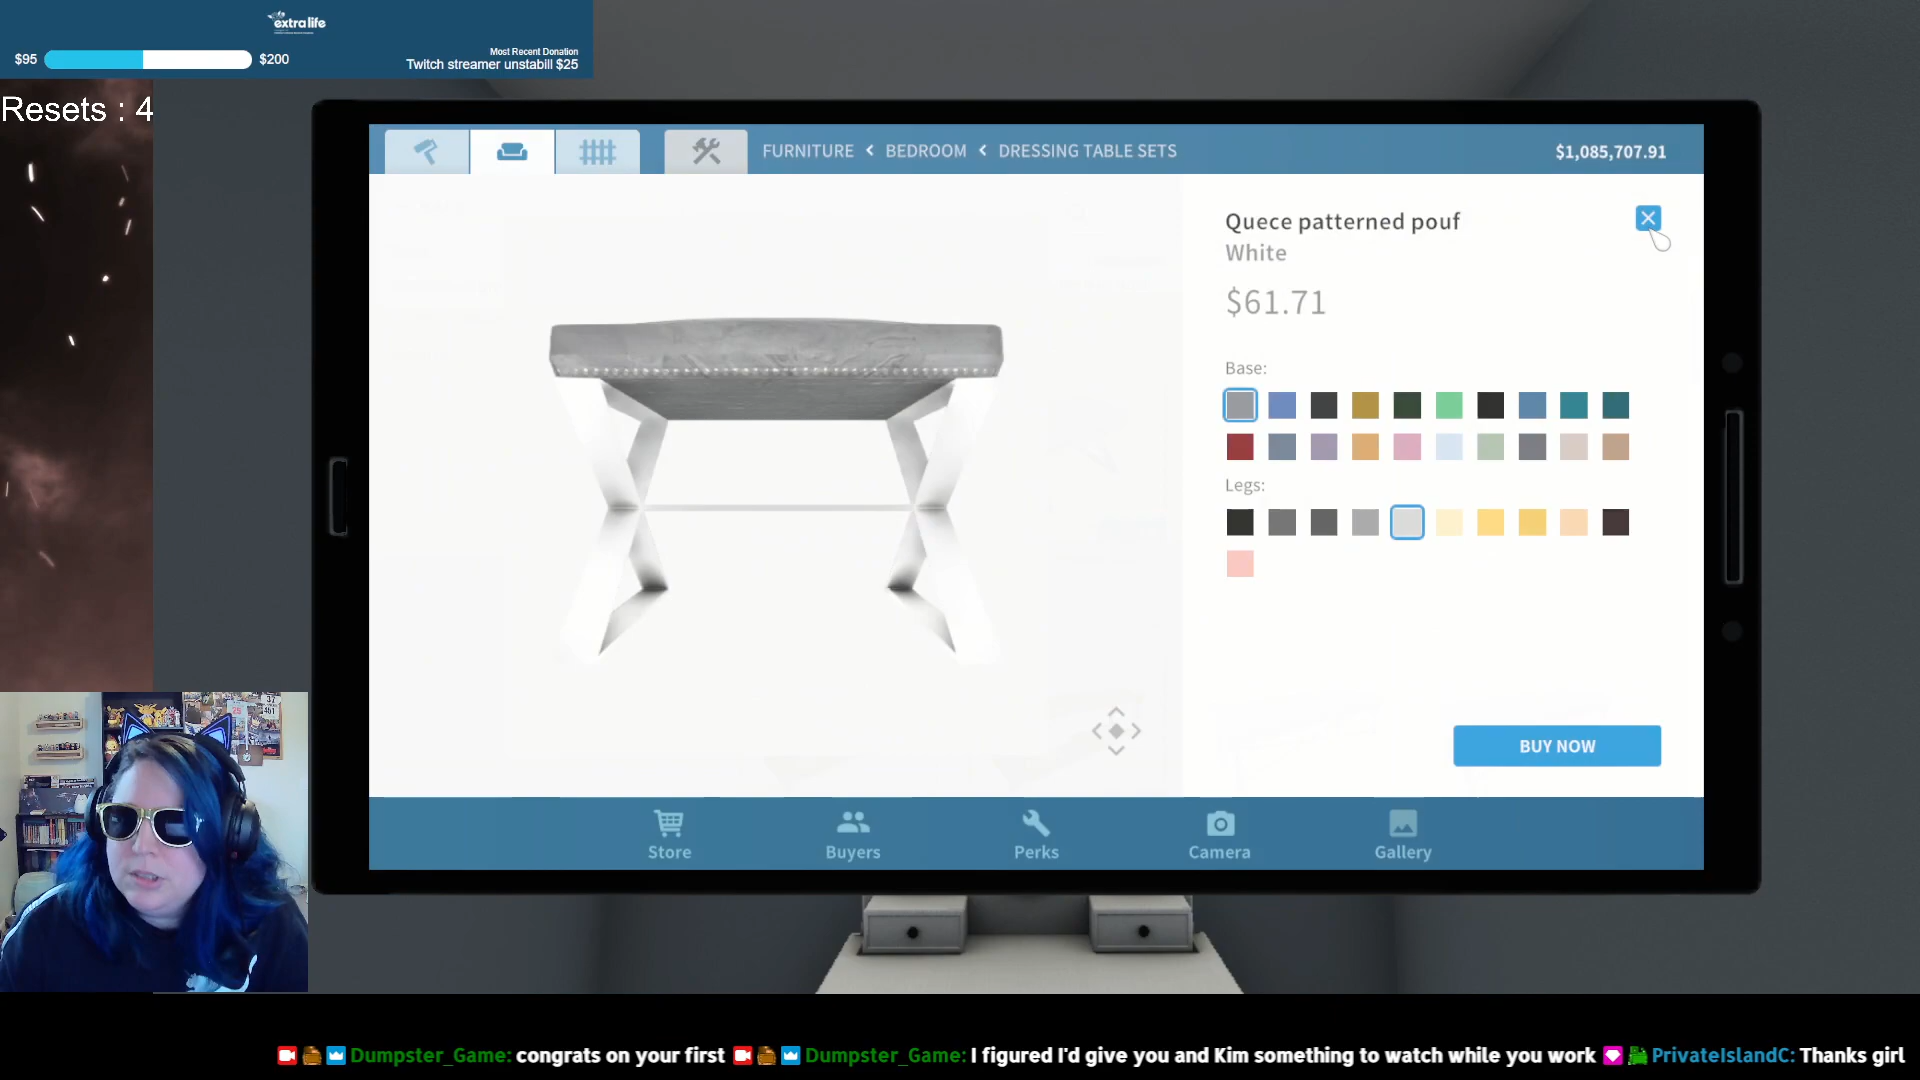 extralife
$95
$200
Most Recent Donation
Twitch streamer unstabill $25
Resets : 4
FURNITURE < BEDROOM < DRESSING TABLE SETS
$1,085,707.91
Quece patterned pouf
White
$61.71
Base:
Legs:
BUY NOW
Store
Buyers
Perks
Camera
Gallery
Dumpster_Game: congrats on your first Dumpster_Game: I figured I'd give you and Kim something to watch while you work PrivateIslandC: Thanks girl